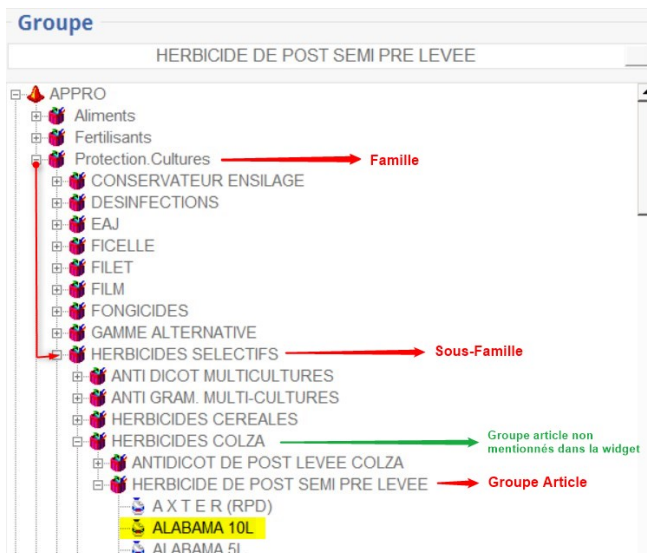 Groupe
HERBICIDE DE POST SEMI PRE LEVEE
APPRO
Aliments
Fertilisants
Protection.Cultures
Famille
CONSERVATEUR ENSILAGE
DESINFECTIONS
EAJ
FICELLE
FILET
FILM
FONGICIDES
GAMME ALTERNATIVE
HERBICIDES SELECTIFS
Sous-Famille
ANTI DICOT MULTICULTURES
ANTI GRAM. MULTI-CULTURES
HERBICIDES CEREALES
HERBICIDES COLZA
Groupe article non
mentionnés dans la widget
ANTIDICOT DE POST LEVEE COLZA
HERBICIDE DE POST SEMI PRE LEVEE
Groupe Article
A X T E R (RPD)
ALABAMA 10L
ALABAMA 5L